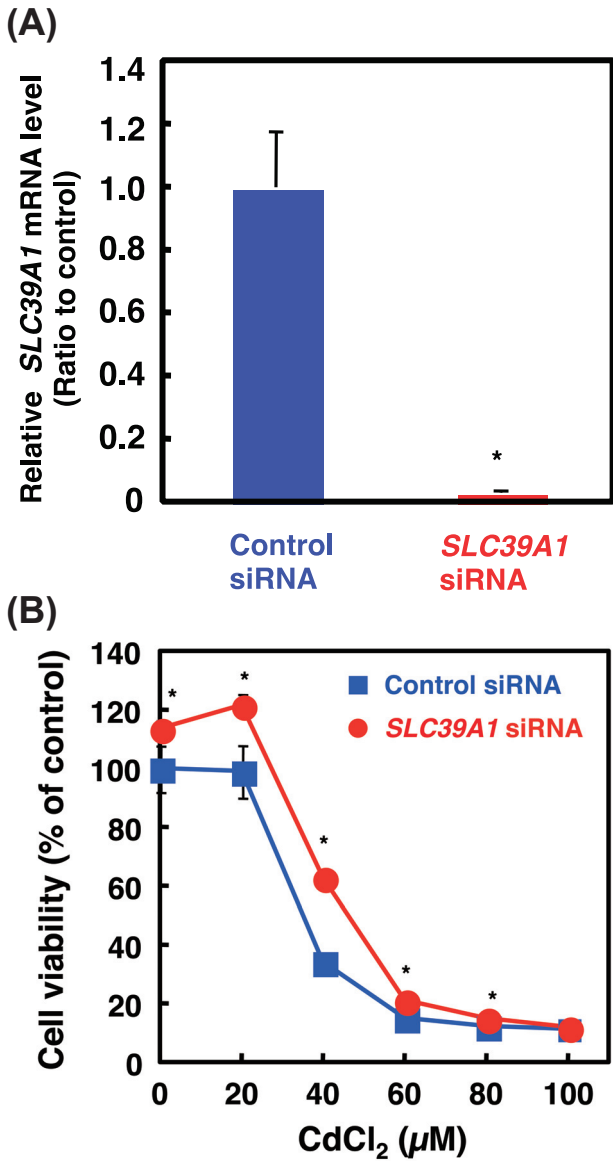 (A)
Relative SLC39A1 mRNA level
(Ratio to control)
1.4
1.2
1.0
0.8
0.6
0.4
0.2
0
*
Control
siRNA
SLC39A1
siRNA
(B)
Cell viability (% of control)
140
120
100
80
60
40
20
0
* * * * *
Control siRNA
SLC39A1 siRNA
0 20 40 60 80 100
CdCl₂ (µM)